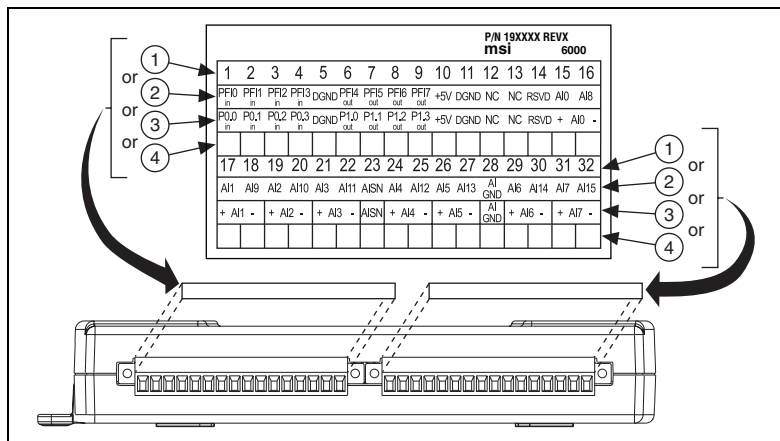 P/N 19XXXX REVX
msi 6000
or
or
or
1
2
3
4
1 2 3 4 5 6 7 8 9 10 11 12 13 14 15 16
PFI0 in PFI1 in PFI2 in PFI3 in DGND PFI4 out PFI5 out PFI6 out PFI7 out +5V DGND NC NC RSVD AI0 AI8
P0.0 in P0.1 in P0.2 in P0.3 in DGND P1.0 out P1.1 out P1.2 out P1.3 out +5V DGND NC NC RSVD + AI0 -
17 18 19 20 21 22 23 24 25 26 27 28 29 30 31 32
AI1 AI9 AI2 AI10 AI3 AI11 AISN AI4 AI12 AI5 AI13 AI GND AI6 AI14 AI7 AI15
+ AI1 - + AI2 - + AI3 - AISN + AI4 - + AI5 - AI GND + AI6 - + AI7 -
1
2
3
4
or
or
or